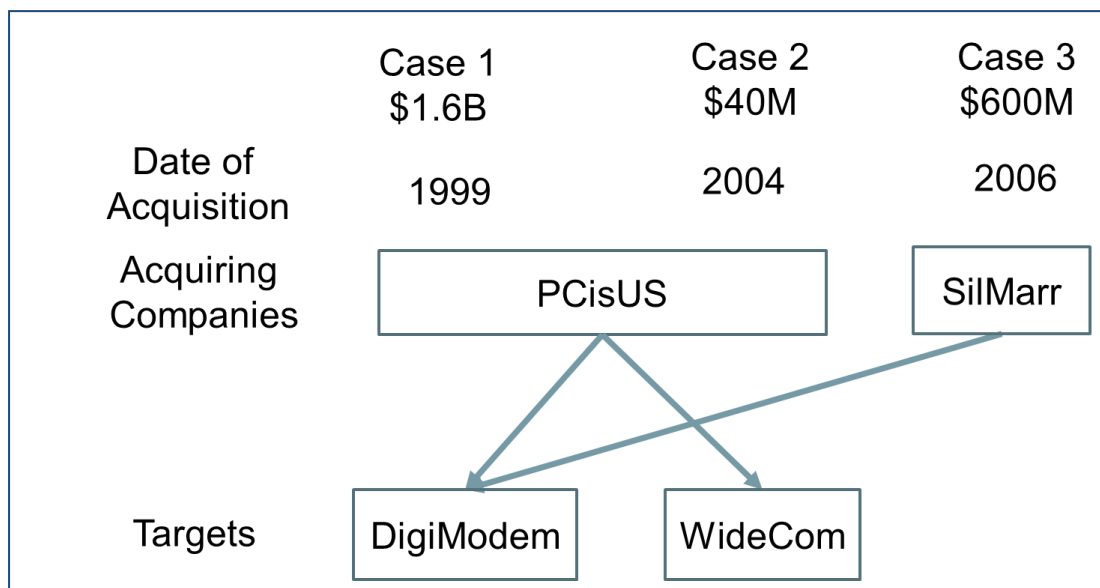 Case 1
$1.6B
Case 2
$40M
Case 3
$600M
Date of
Acquisition
1999
2004
2006
Acquiring
Companies
PCisUS
SilMarr
Targets
DigiModem
WideCom